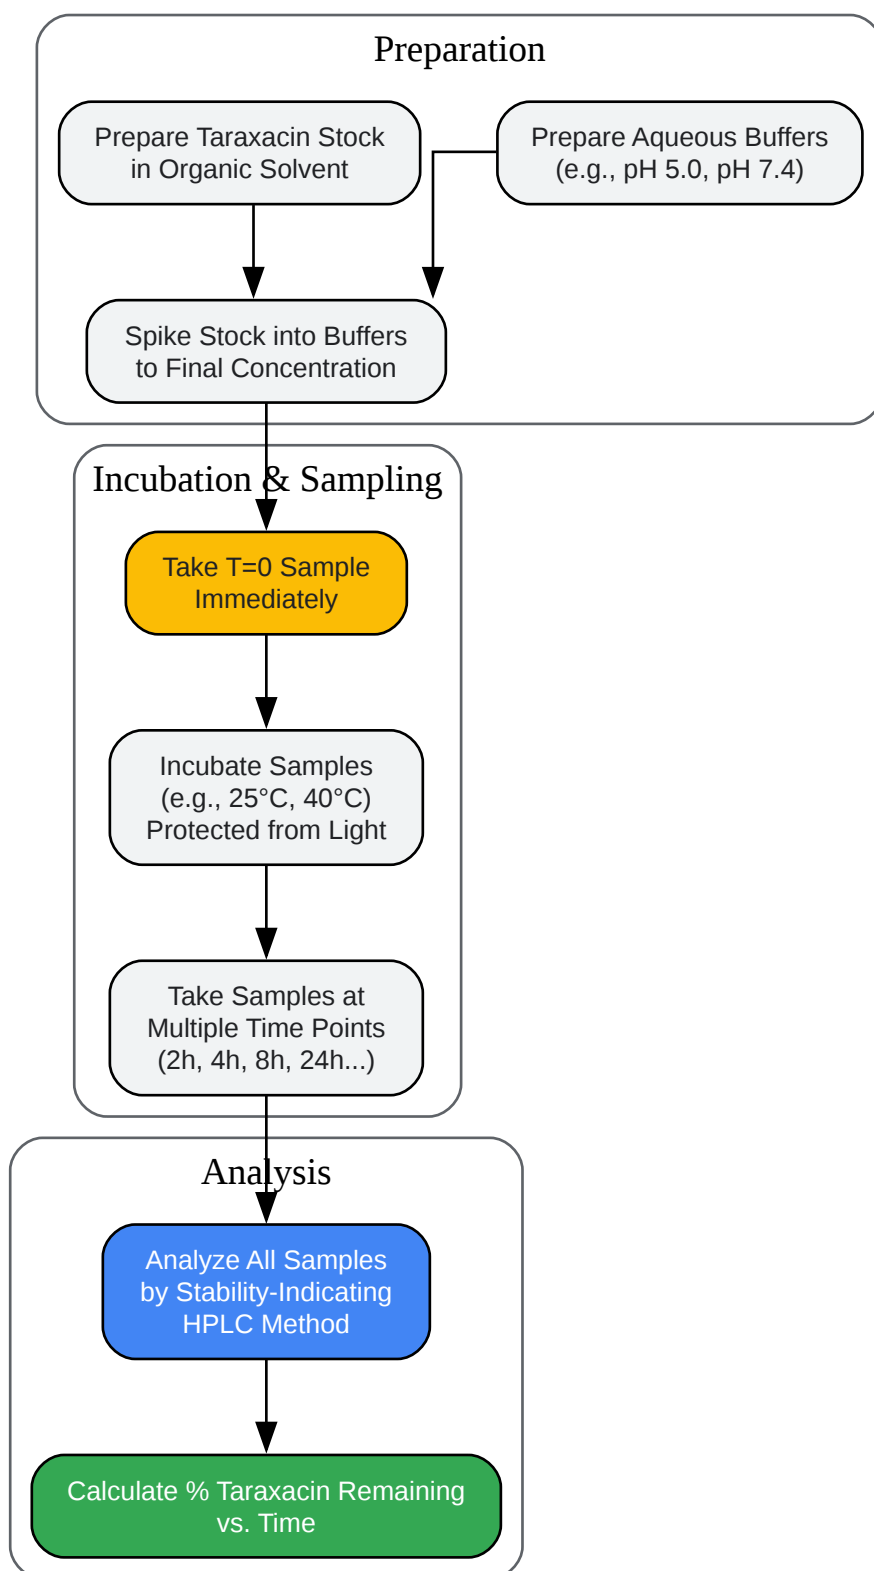 Preparation
Prepare Taraxacin Stock
in Organic Solvent
Prepare Aqueous Buffers
(e.g., pH 5.0, pH 7.4)
Spike Stock into Buffers
to Final Concentration
Incubation & Sampling
Take T=0 Sample
Immediately
Incubate Samples
(e.g., 25°C, 40°C)
Protected from Light
Take Samples at
Multiple Time Points
(2h, 4h, 8h, 24h...)
Analysis
Analyze All Samples
by Stability-Indicating
HPLC Method
Calculate % Taraxacin Remaining
vs. Time